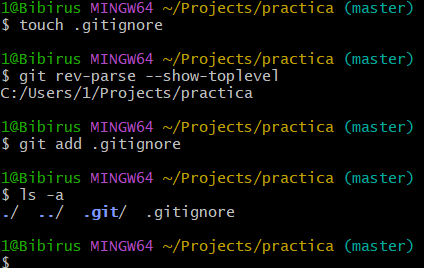 1@Bibirus MINGW64 ~/Projects/practica (master)
$ touch .gitignore
1@Bibirus MINGW64 ~/Projects/practica (master)
$ git rev-parse --show-toplevel
C:/Users/1/Projects/practica
1@Bibirus MINGW64 ~/Projects/practica (master)
$ git add .gitignore
1@Bibirus MINGW64 ~/Projects/practica (master)
$ ls -a
./  ../  .git/  .gitignore
1@Bibirus MINGW64 ~/Projects/practica (master)
$